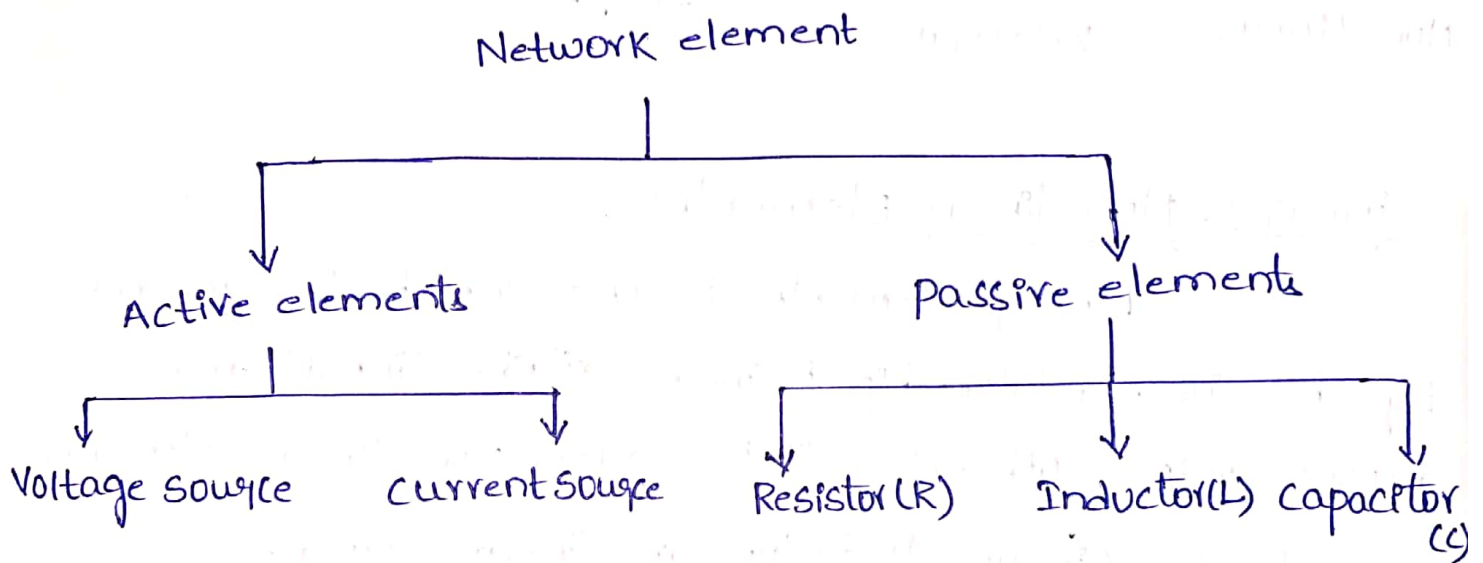 Network element
Active elements
Passive elements
Voltage source
current source
Resistor (R)
Inductor(L)
capacitor
(C)